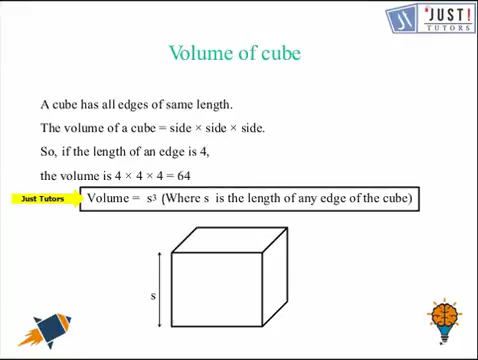 JUST!
TUTORS
Volume of cube
A cube has all edges of same length.
The volume of a cube = side × side × side.
So, if the length of an edge is 4,
the volume is 4 × 4 × 4 = 64
Just Tutors
Volume = s³ (Where s is the length of any edge of the cube)
s